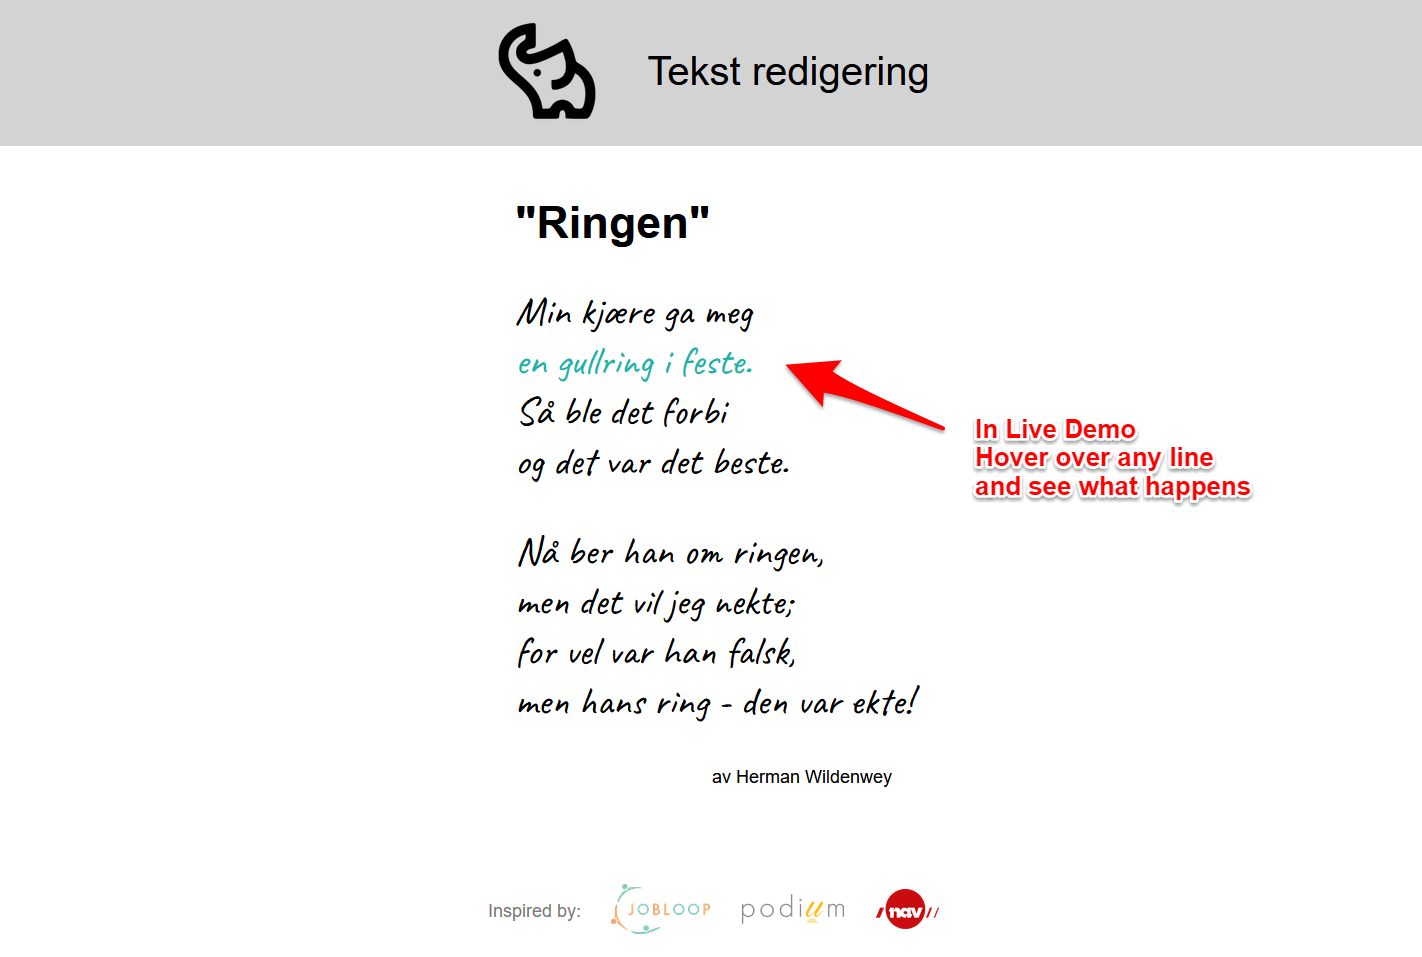 Tekst redigering
"Ringen"
Min kjære ga meg
en gullring i feste.
Så ble det forbi
og det var det beste.
In Live Demo
Hover over any line
and see what happens
Nå ber han om ringen,
men det vil jeg nekte;
for vel var han falsk,
men hans ring - den var ekte!
av Herman Wildenwey
Inspired by:
JOBLOOP
podium
nav